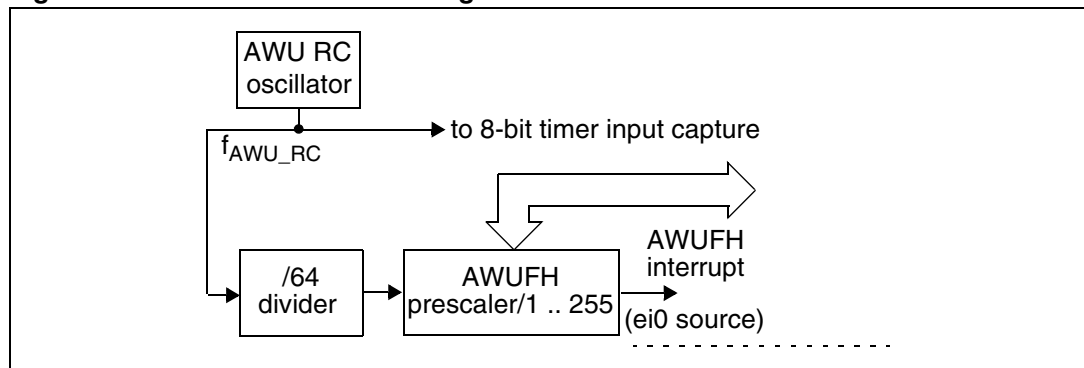 AWU RC
oscillator
to 8-bit timer input capture
fAWU_RC
AWUFH
interrupt
/64
divider
AWUFH
prescaler/1 .. 255
(ei0 source)